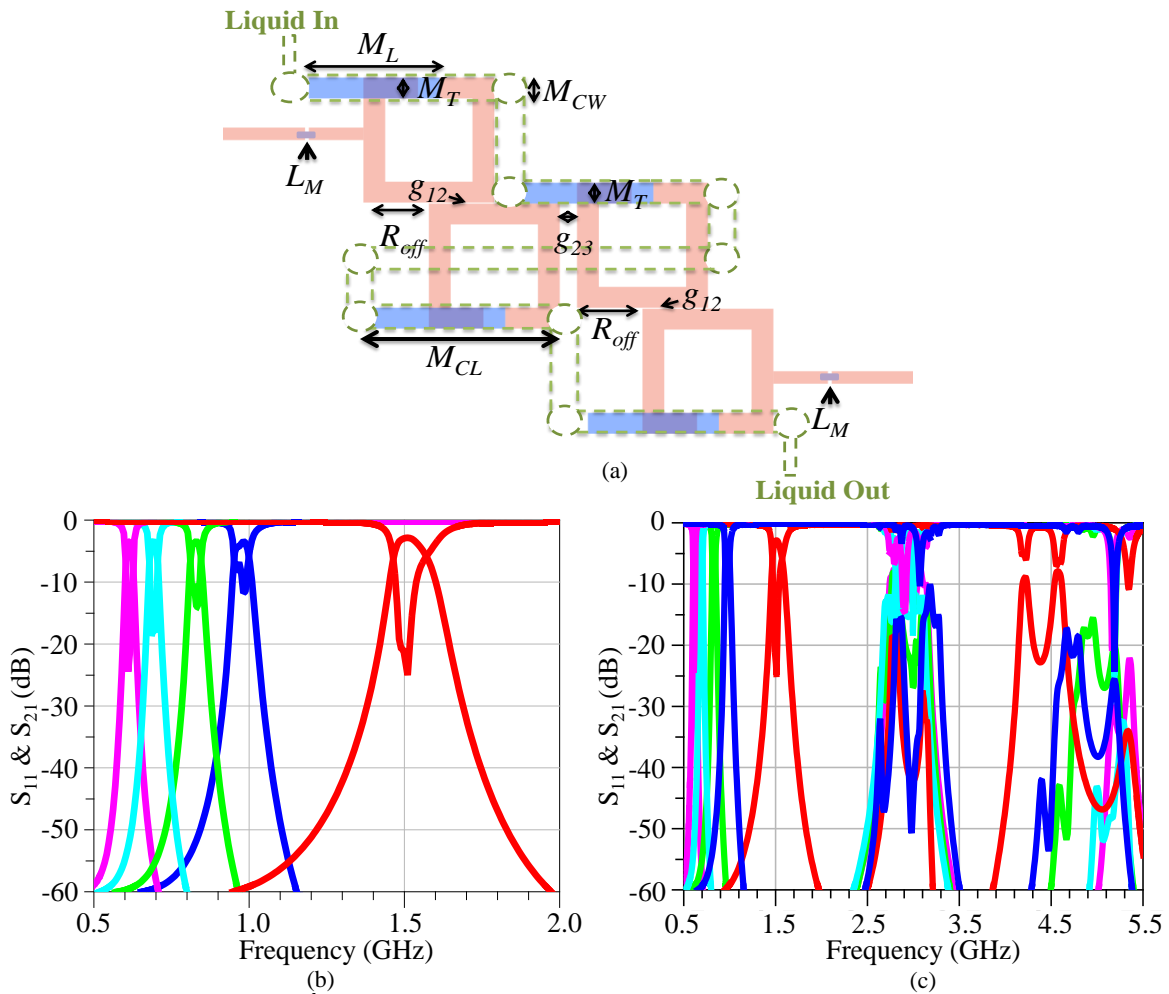 Liquid In
M_L
M_T
M_CW
L_M
g_12
M_T
R_off
g_23
g_12
R_off
M_CL
L_M
(a)
Liquid Out
0
-10
-20
-30
-40
-50
-60
S_11 & S_21 (dB)
0.5
1.0
1.5
2.0
Frequency (GHz)
(b)
0
-10
-20
-30
-40
-50
-60
S_11 & S_21 (dB)
0.5
1.5
2.5
3.5
4.5
5.5
Frequency (GHz)
(c)